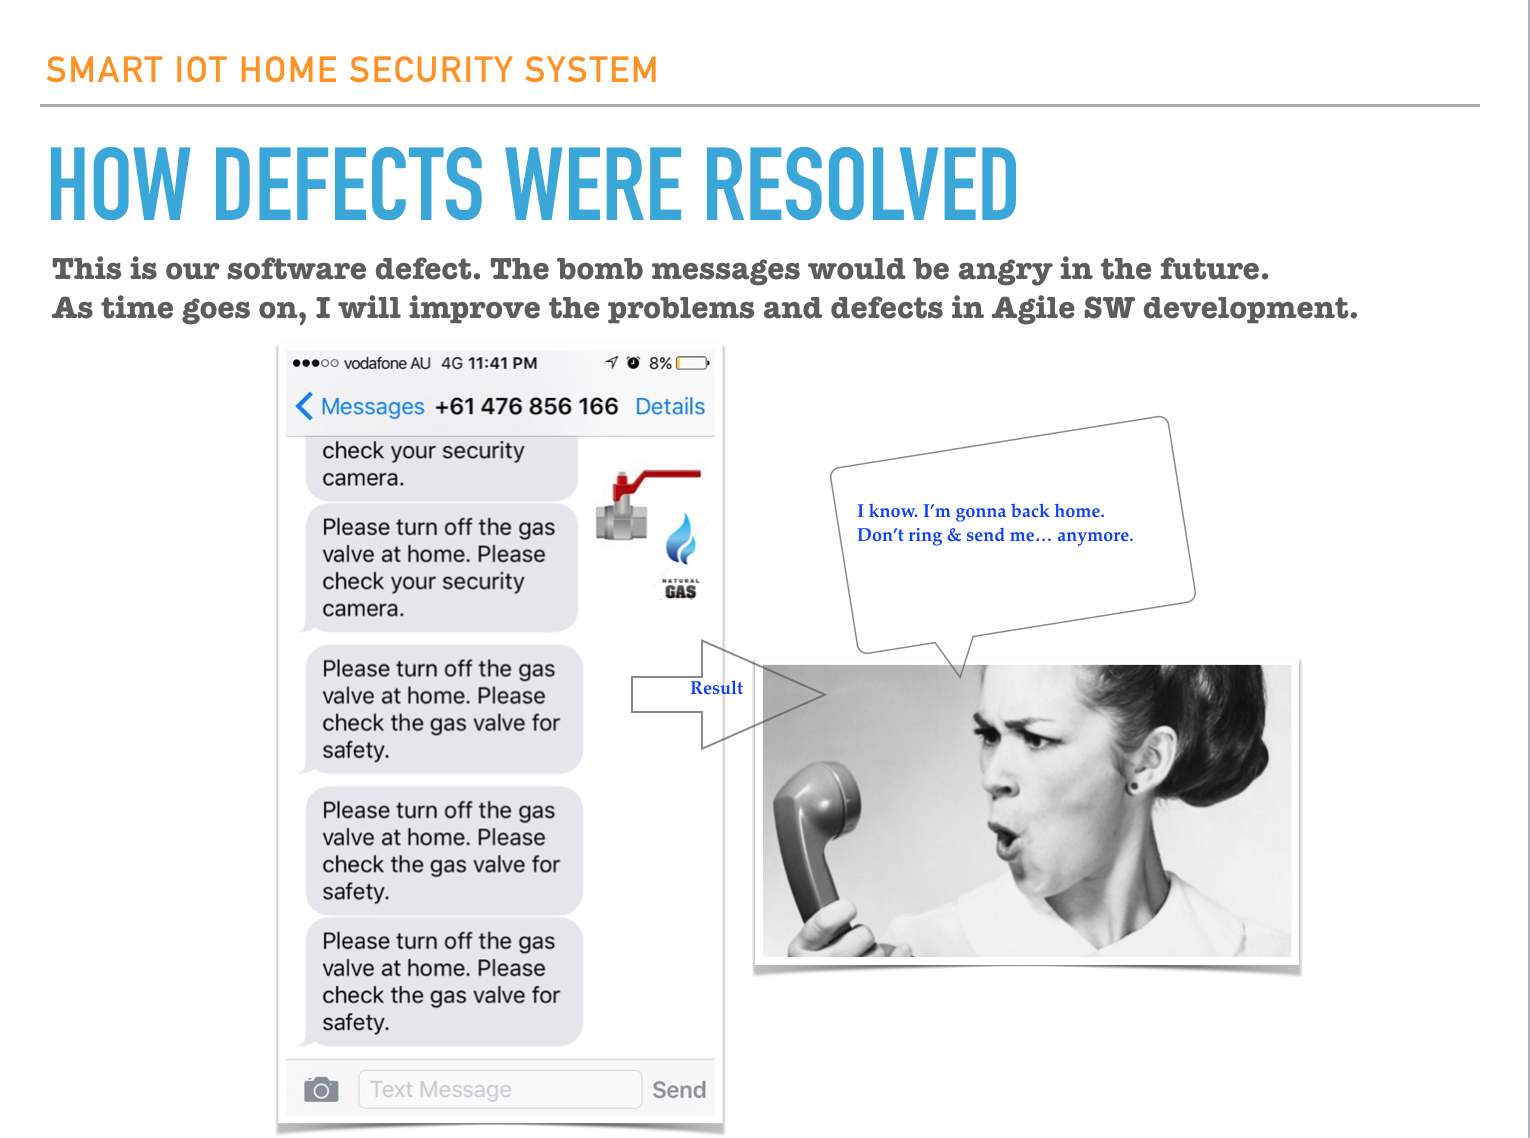 SMART IOT HOME SECURITY SYSTEM
HOW DEFECTS WERE RESOLVED
This is our software defect. The bomb messages would be angry in the future.
As time goes on, I will improve the problems and defects in Agile SW development.
vodafone AU 4G 11:41 PM 8%
Messages +61 476 856 166 Details
check your security
camera.
Please turn off the gas
valve at home. Please
check your security
camera.
NATURAL
GAS
Please turn off the gas
valve at home. Please
check the gas valve for
safety.
Please turn off the gas
valve at home. Please
check the gas valve for
safety.
Please turn off the gas
valve at home. Please
check the gas valve for
safety.
Text Message Send
Result
I know. I’m gonna back home.
Don’t ring & send me… anymore.